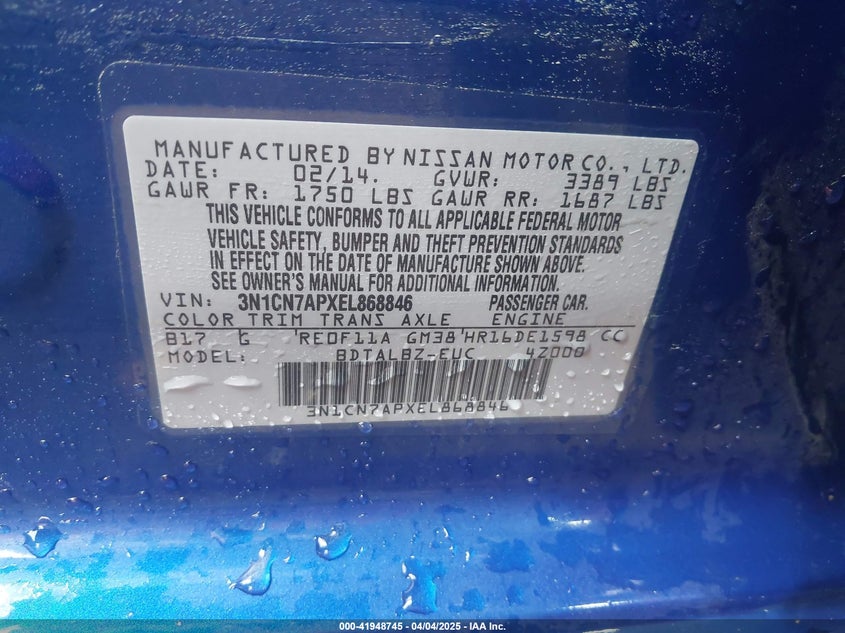 MANUFACTURED BY NISSAN MOTOR CO., LTD.
DATE: 02/14. GVWR: 3389 LBS
GAWR FR: 1750 LBS GAWR RR: 1687 LBS
THIS VEHICLE CONFORMS TO ALL APPLICABLE FEDERAL MOTOR
VEHICLE SAFETY, BUMPER AND THEFT PREVENTION STANDARDS
IN EFFECT ON THE DATE OF MANUFACTURE SHOWN ABOVE.
SEE OWNER'S MANUAL FOR ADDITIONAL INFORMATION.
VIN: 3N1CN7APXEL868846 PASSENGER CAR.
COLOR TRIM TRANS AXLE ENGINE
B17 G 'RE0F11A GM38'HR16DE1598 CC
MODEL: BDTALBZ-EUC 4Z000
3N1CN7APXEL868846
000-41948745 - 04/04/2025 - IAA Inc.